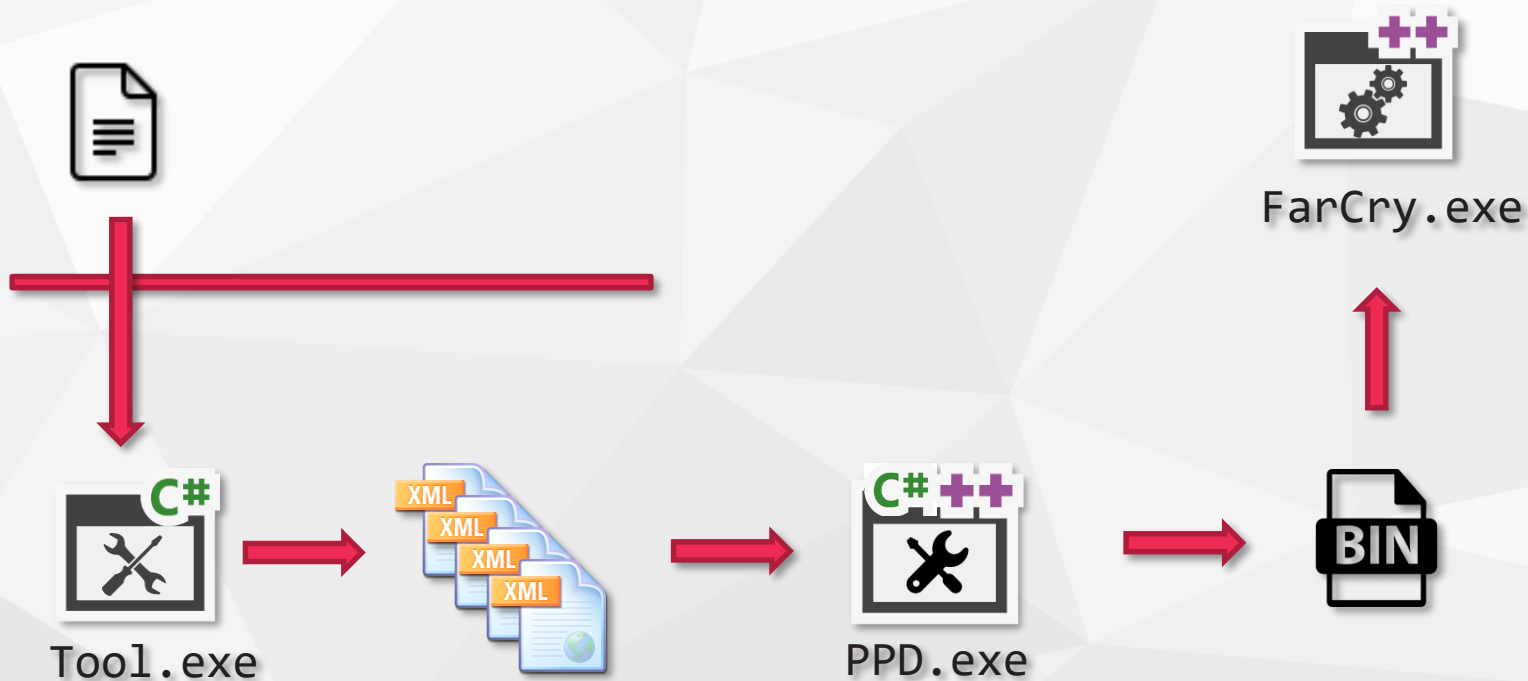 ++
FarCry.exe
C#
Tool.exe
XML
XML
XML
XML
C# ++
PPD.exe
BIN